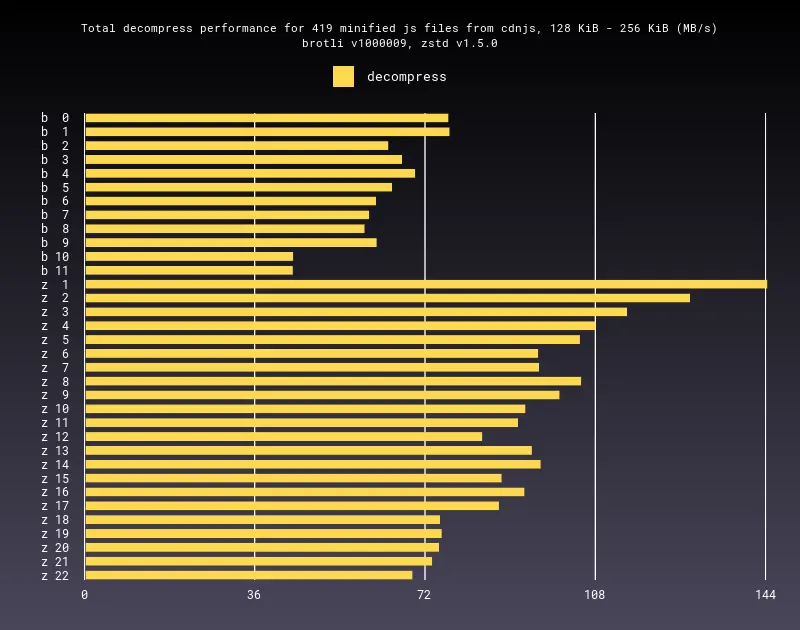 Total decompress performance for 419 minified js files from cdnjs, 128 KiB - 256 KiB (MB/s)
brotli v1000009, zstd v1.5.0
decompress
b 0
b 1
b 2
b 3
b 4
b 5
b 6
b 7
b 8
b 9
b 10
b 11
z 1
z 2
z 3
z 4
z 5
z 6
z 7
z 8
z 9
z 10
z 11
z 12
z 13
z 14
z 15
z 16
z 17
z 18
z 19
z 20
z 21
z 22
0 36 72 108 144